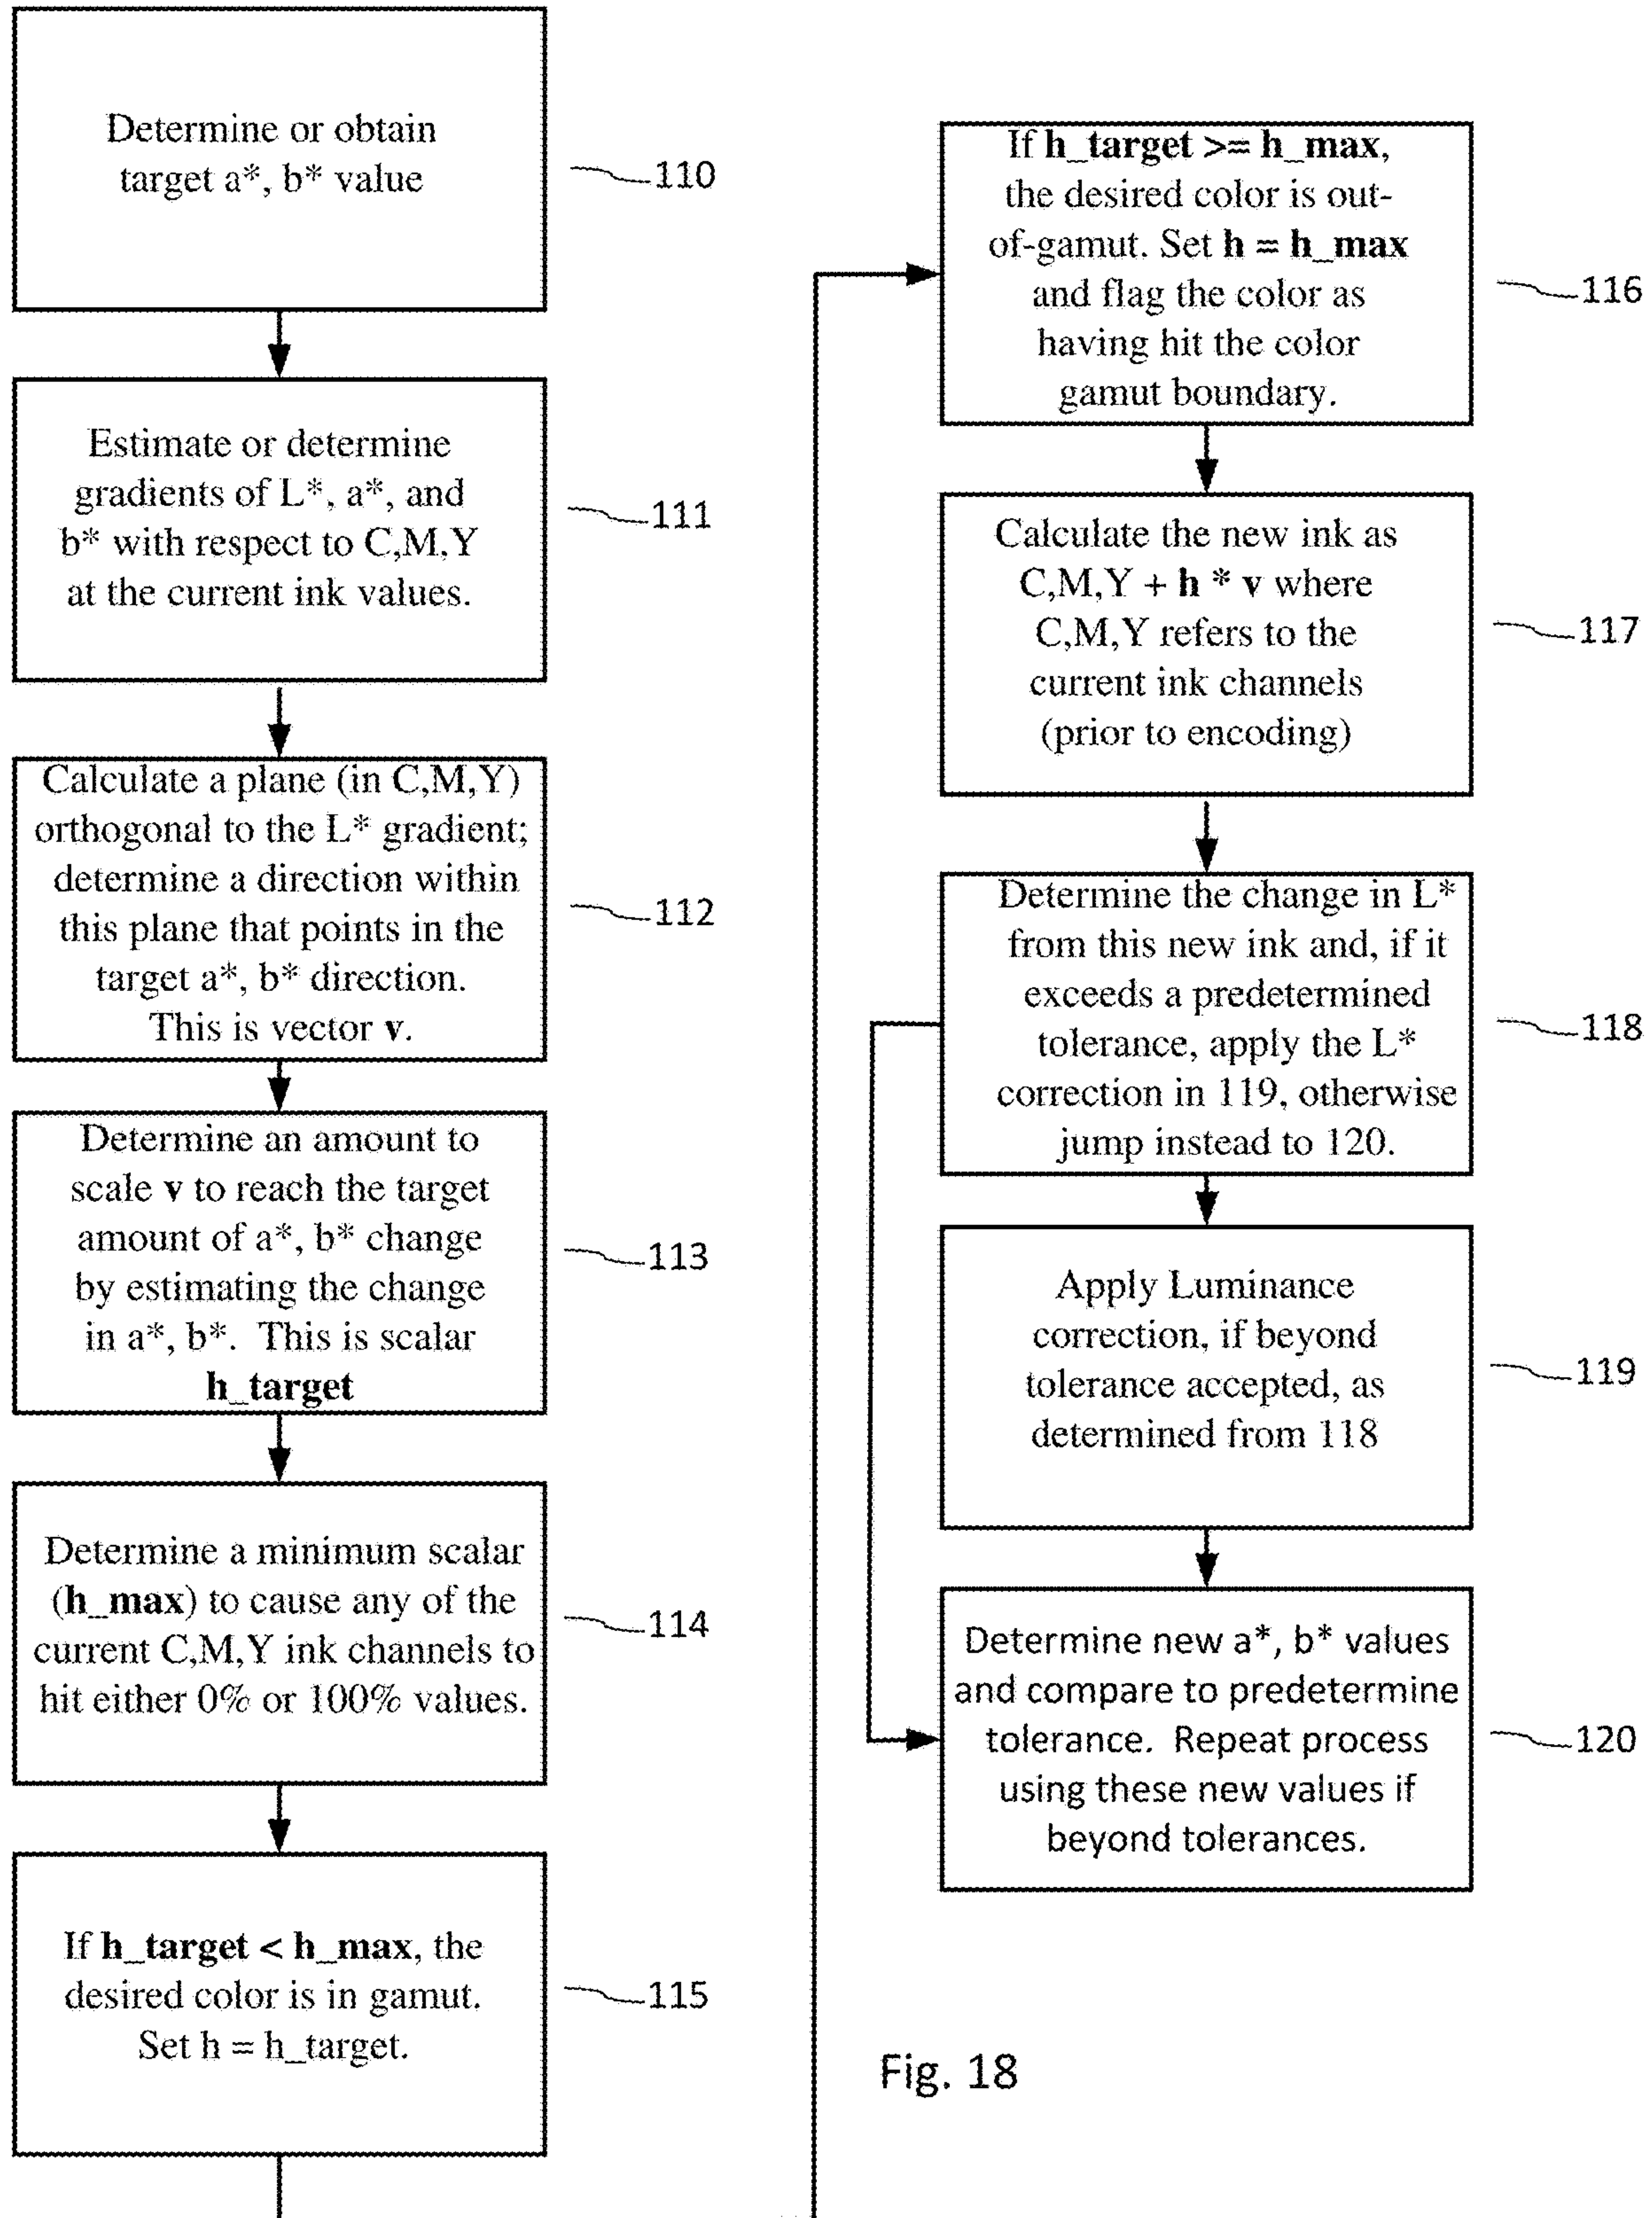 Determine or obtain
target a*, b* value
110
Estimate or determine
gradients of L*, a*, and
b* with respect to C,M,Y
at the current ink values.
111
Calculate a plane (in C,M,Y)
orthogonal to the L* gradient;
determine a direction within
this plane that points in the
target a*, b* direction.
This is vector v.
112
Determine an amount to
scale v to reach the target
amount of a*, b* change
by estimating the change
in a*, b*. This is scalar
h_target
113
Determine a minimum scalar
(h_max) to cause any of the
current C,M,Y ink channels to
hit either 0% or 100% values.
114
If h_target < h_max, the
desired color is in gamut.
Set h = h_target.
115
If h_target >= h_max,
the desired color is out-
of-gamut. Set h = h_max
and flag the color as
having hit the color
gamut boundary.
116
Calculate the new ink as
C,M,Y + h * v where
C,M,Y refers to the
current ink channels
(prior to encoding)
117
Determine the change in L*
from this new ink and, if it
exceeds a predetermined
tolerance, apply the L*
correction in 119, otherwise
jump instead to 120.
118
Apply Luminance
correction, if beyond
tolerance accepted, as
determined from 118
119
Determine new a*, b* values
and compare to predetermine
tolerance. Repeat process
using these new values if
beyond tolerances.
120
Fig. 18